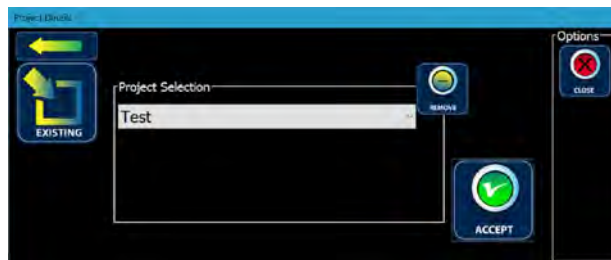 Project Details
Options
CLOSE
EXISTING
Project Selection
REMOVE
Test
ACCEPT